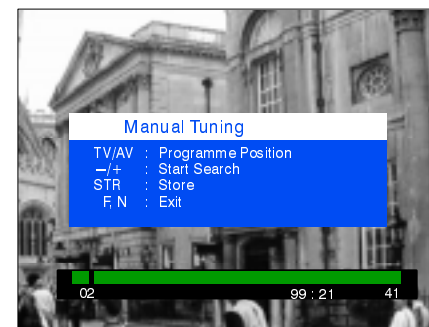 Manual Tuning
TV/AV : Programme Position
–/+ : Start Search
STR : Store
F, N : Exit
02 99 : 21 41